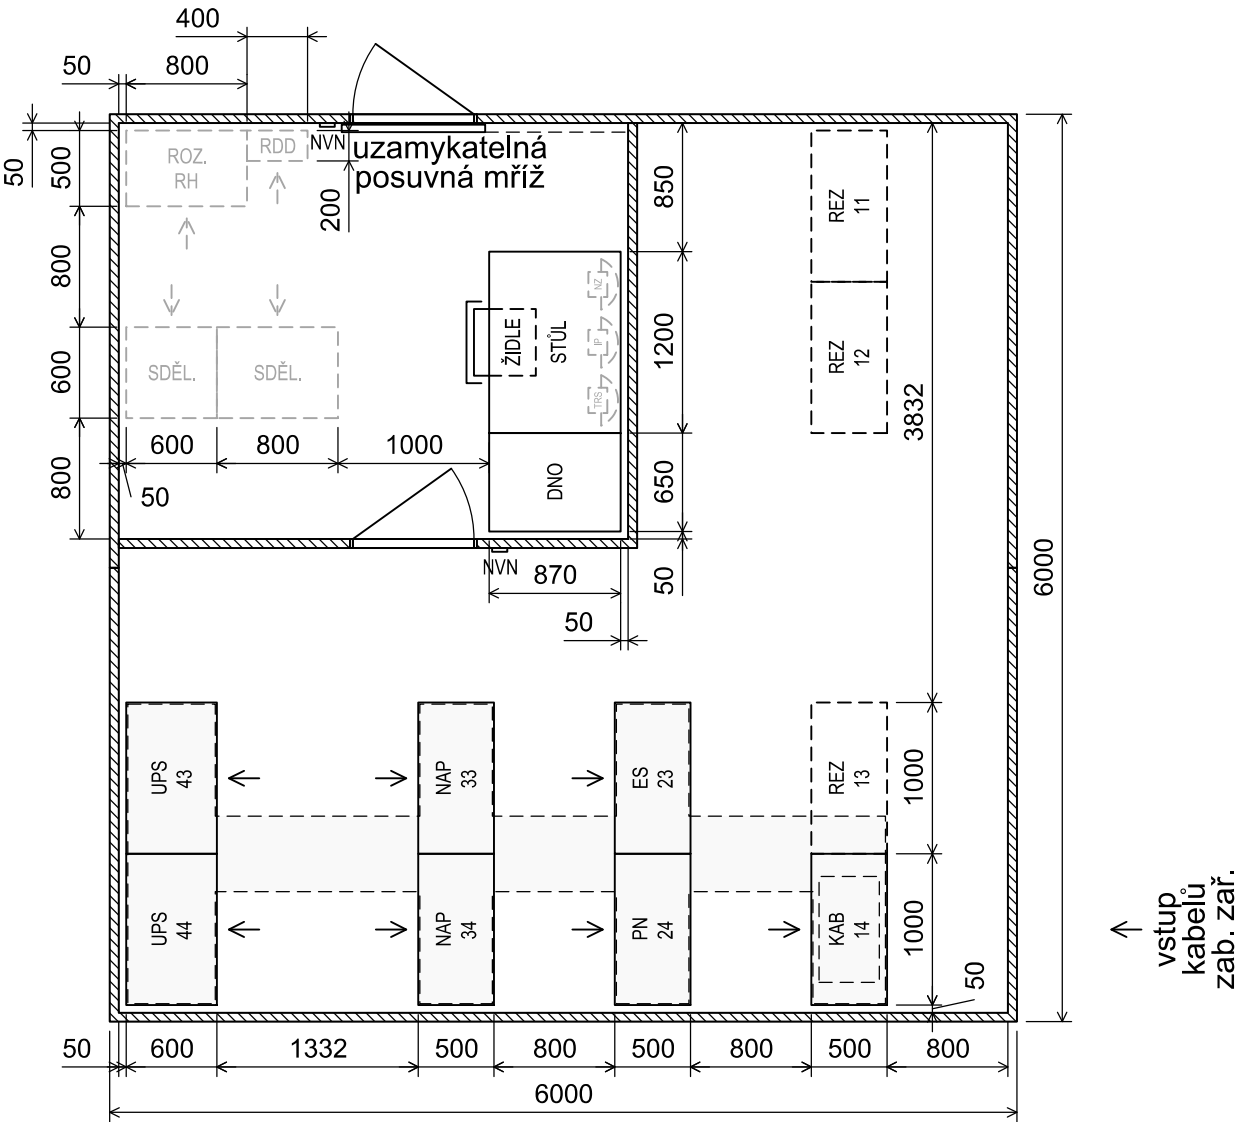 400
50
800
50
500
ROZ.
RH
RDD
NVN
uzamykatelná
posuvná mříž
200
850
REZ
11
800
NZ
ŽIDLE
STŮL
IP
1200
REZ
12
600
SDĚL.
SDĚL.
TRS
3832
600
800
1000
800
50
DNO
650
NVN
870
50
50
6000
UPS
43
NAP
33
ES
23
REZ
13
1000
UPS
44
NAP
34
PN
24
KAB
14
1000
vstup
kabelů
zab. zař.
50
50
600
1332
500
800
500
800
500
800
6000